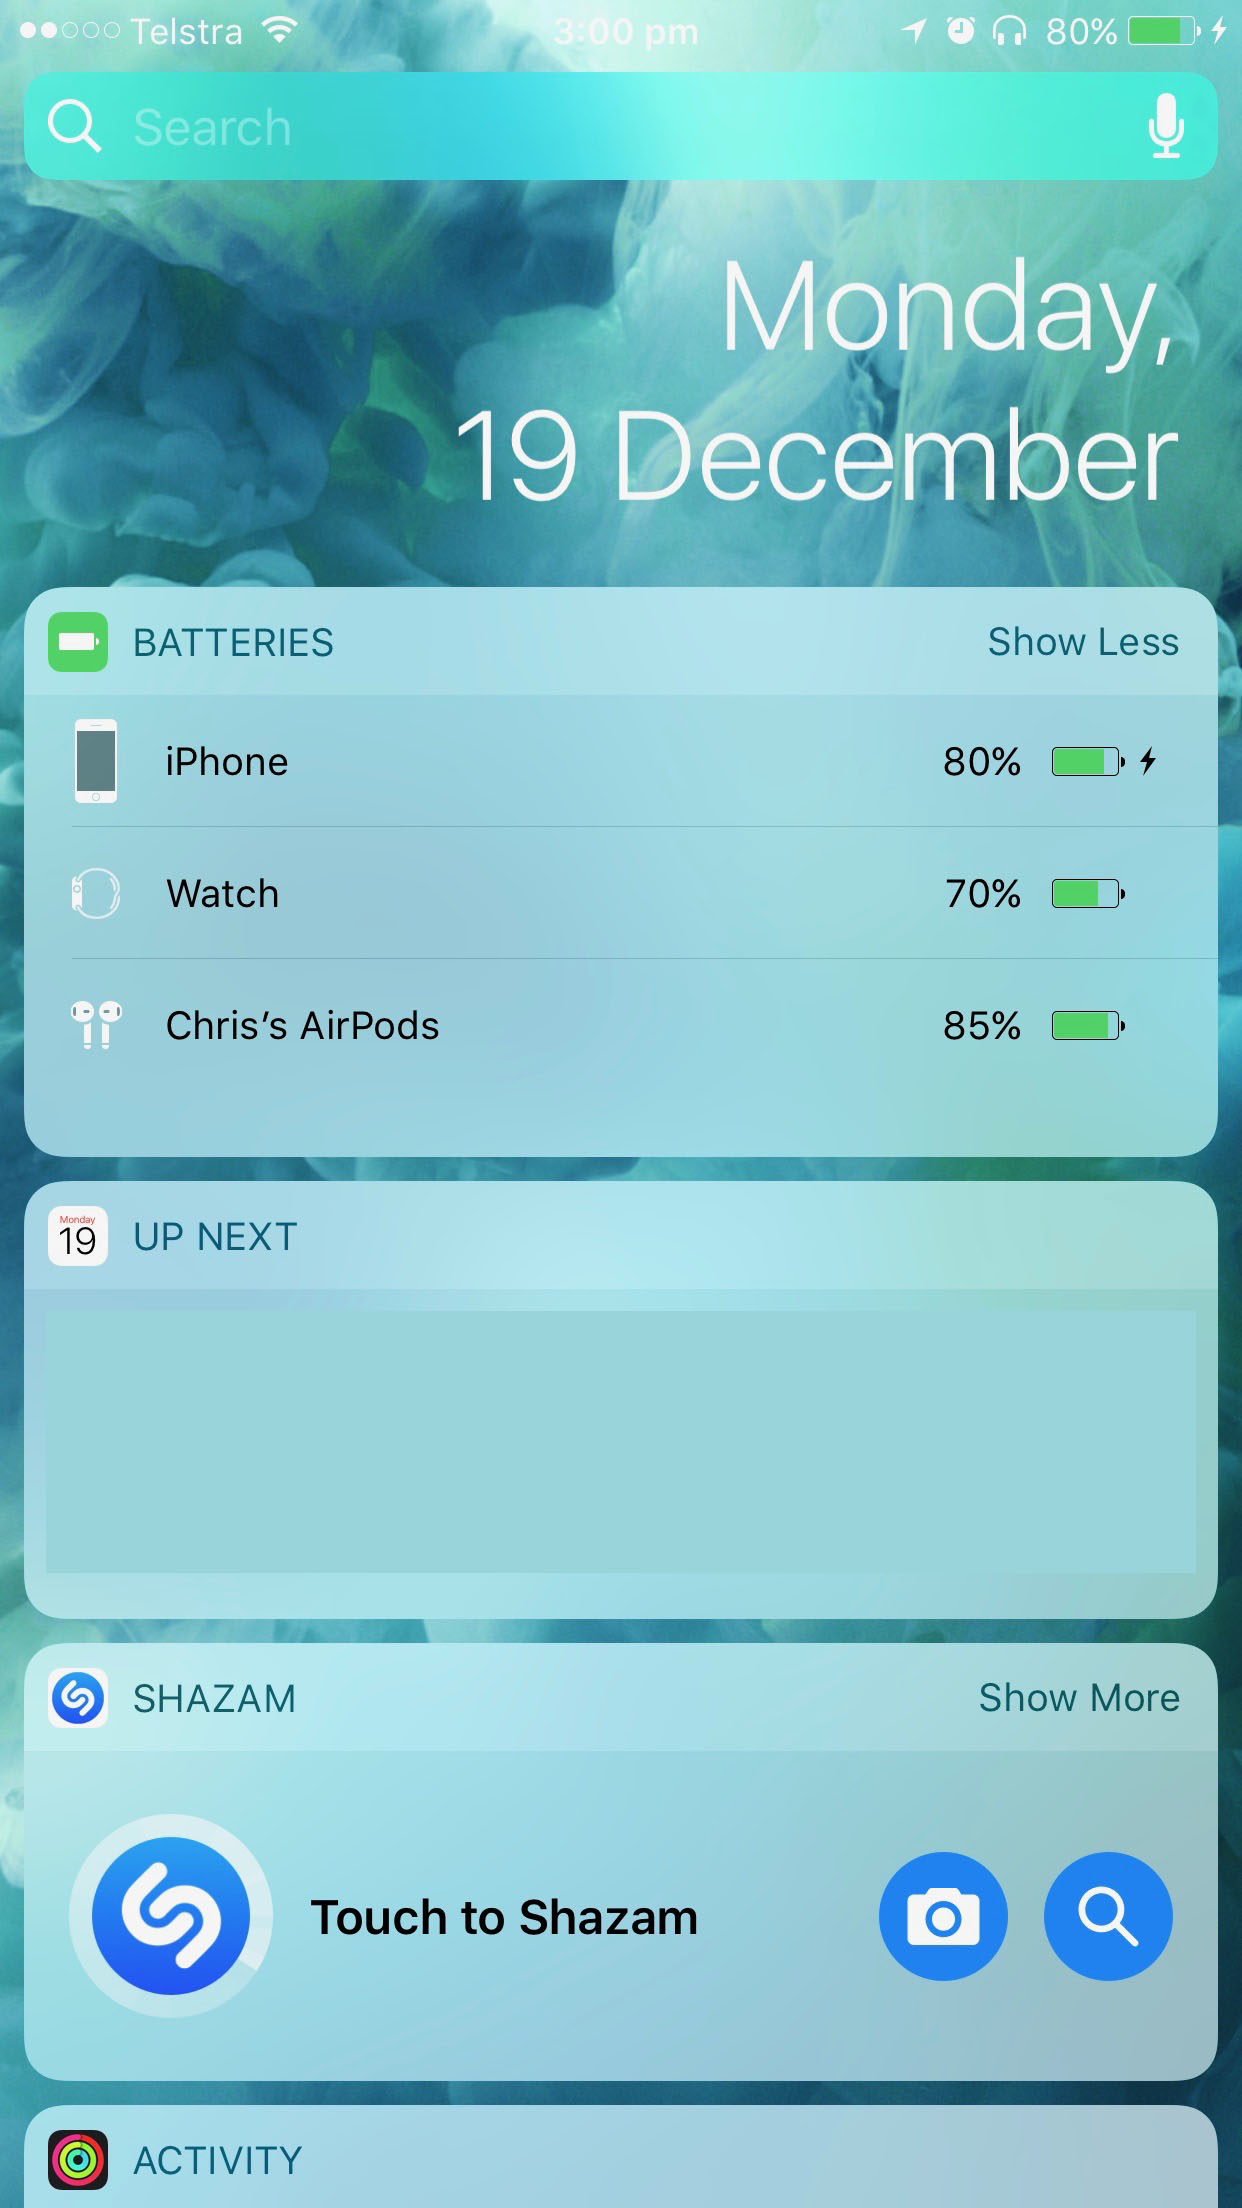 Telstra 3:00 pm 80%
Search
Monday,
19 December
BATTERIES Show Less
iPhone 80%
Watch 70%
Chris’s AirPods 85%
Monday
19
UP NEXT
SHAZAM Show More
Touch to Shazam
ACTIVITY